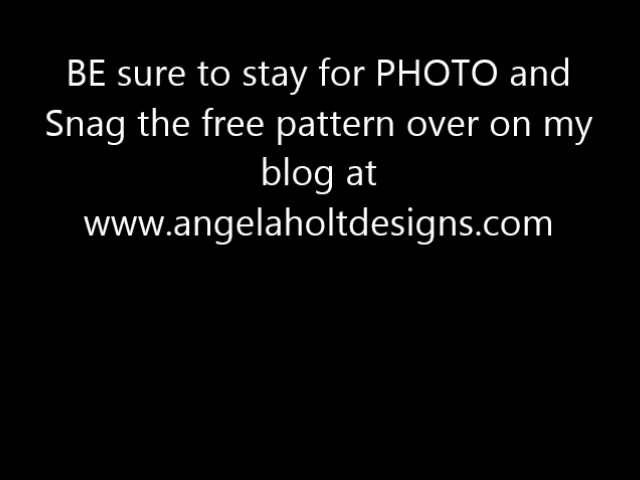 BE sure to stay for PHOTO and
Snag the free pattern over on my
blog at
www.angelaholtdesigns.com